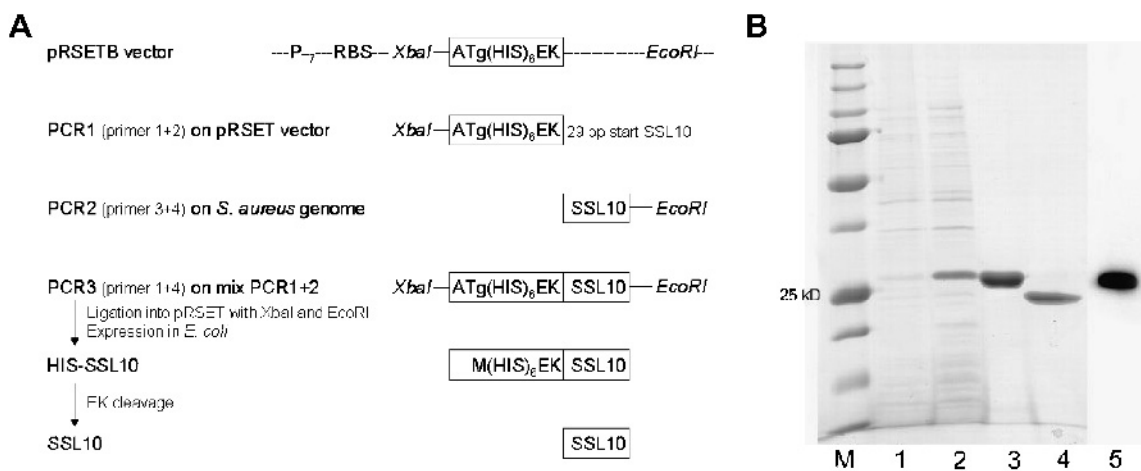 A
pRSETB vector ---P-7---RBS--- XbaI—ATg(HIS)6EK--------------EcoRI---
PCR1 (primer 1+2) on pRSET vector XbaI—ATg(HIS)6EK 29 bp start SSL10
PCR2 (primer 3+4) on S. aureus genome SSL10—EcoRI
PCR3 (primer 1+4) on mix PCR1+2 XbaI—ATg(HIS)6EK SSL10—EcoRI
Ligation into pRSET with XbaI and EcoRI
Expression in E. coli
HIS-SSL10 M(HIS)6EK SSL10
EK cleavage
SSL10 SSL10
B
25 kD
M 1 2 3 4 5